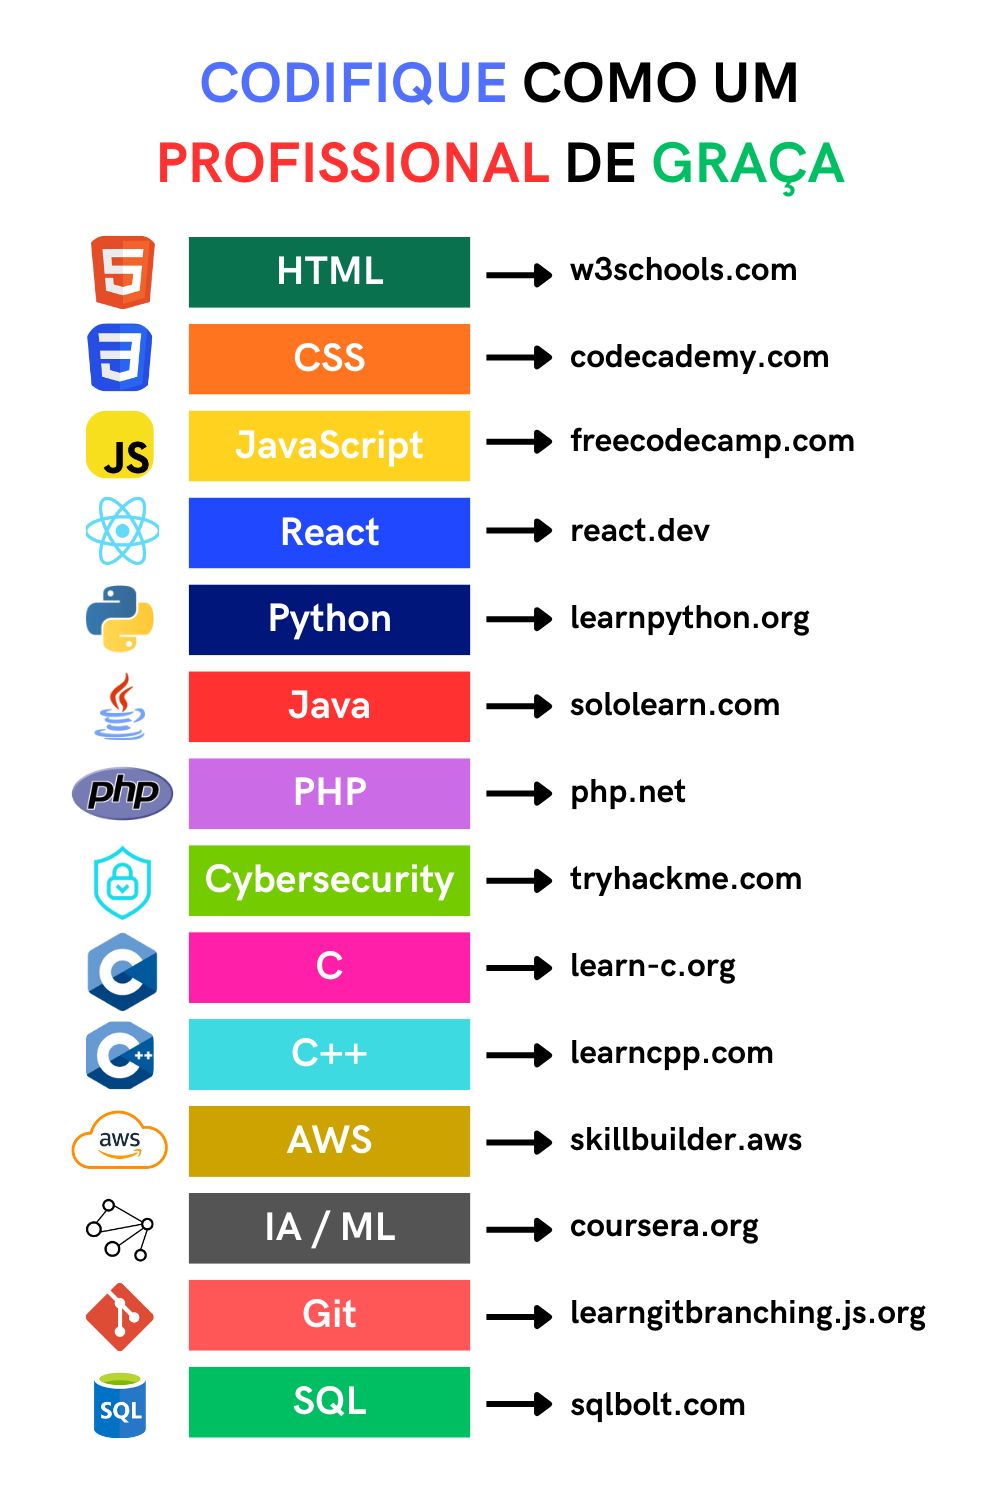 CODIFIQUE COMO UM
PROFISSIONAL DE GRAÇA
HTML w3schools.com
CSS codecademy.com
JS JavaScript freecodecamp.com
React react.dev
Python learnpython.org
Java sololearn.com
php PHP php.net
Cybersecurity tryhackme.com
C C learn-c.org
C++ C++ learncpp.com
aws AWS skillbuilder.aws
IA / ML coursera.org
Git learngitbranching.js.org
SQL SQL sqlbolt.com